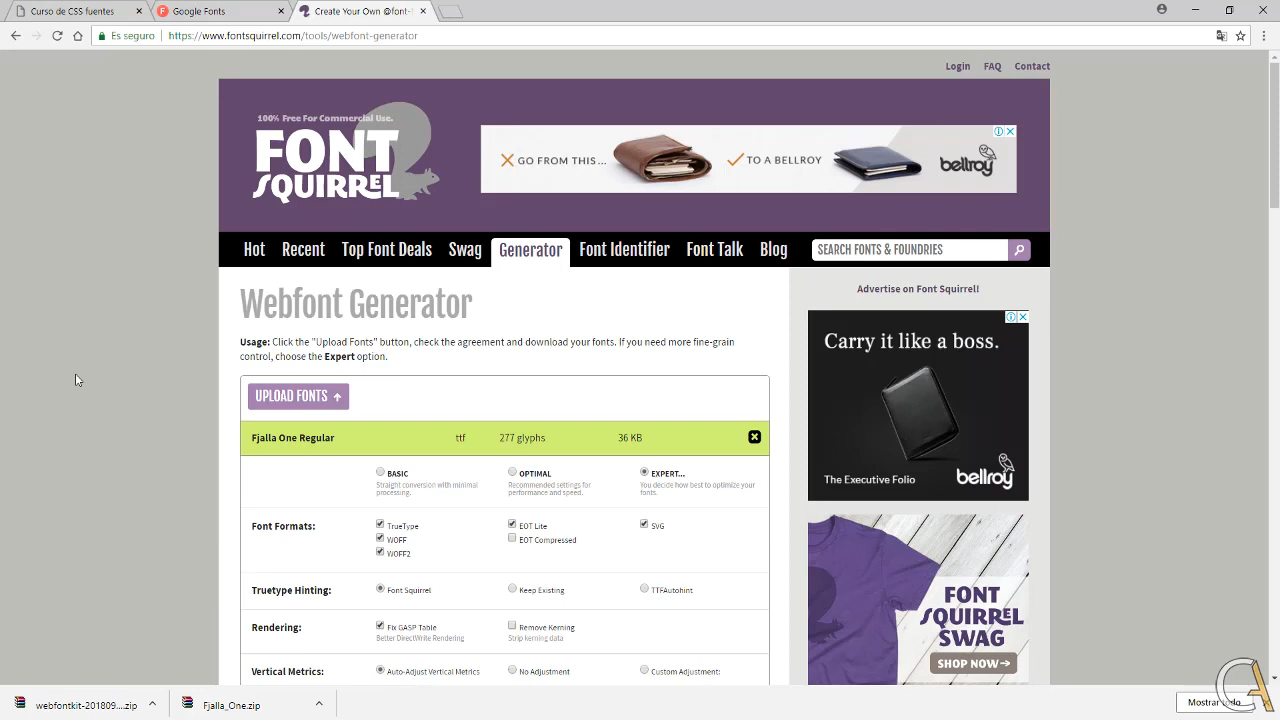 Curso de CSS fuentes
Google Fonts
Create Your Own @font-
Es seguro
https://www.fontsquirrel.com/tools/webfont-generator
Login FAQ Contact
100% Free For Commercial Use.
FONT
SQUIRREL
GO FROM THIS... TO A BELLROY
bellroy
Hot Recent Top Font Deals Swag Generator Font Identifier Font Talk Blog
SEARCH FONTS & FOUNDRIES
Webfont Generator
Usage: Click the "Upload Fonts" button, check the agreement and download your fonts. If you need more fine-grain
control, choose the Expert option.
UPLOAD FONTS
Fjalla One Regular ttf 277 glyphs 36 KB
BASIC
Straight conversion with minimal
processing.
OPTIMAL
Recommended settings for
performance and speed.
EXPERT...
You decide how best to optimize your
fonts.
Font Formats:
TrueType
WOFF
WOFF2
EOT Lite
EOT Compressed
SVG
Truetype Hinting:
Font Squirrel
Keep Existing
TTFAutohint
Rendering:
Fix GASP Table
Better DirectWrite Rendering
Remove Kerning
Strip kerning data
Vertical Metrics:
Auto-Adjust Vertical Metrics
No Adjustment
Custom Adjustment:
Advertise on Font Squirrel!
Carry it like a boss.
The Executive Folio
bellroy
FONT
SQUIRREL
SWAG
SHOP NOW→
webfontkit-201809....zip
Fjalla_One.zip
Mostrar todo
CA